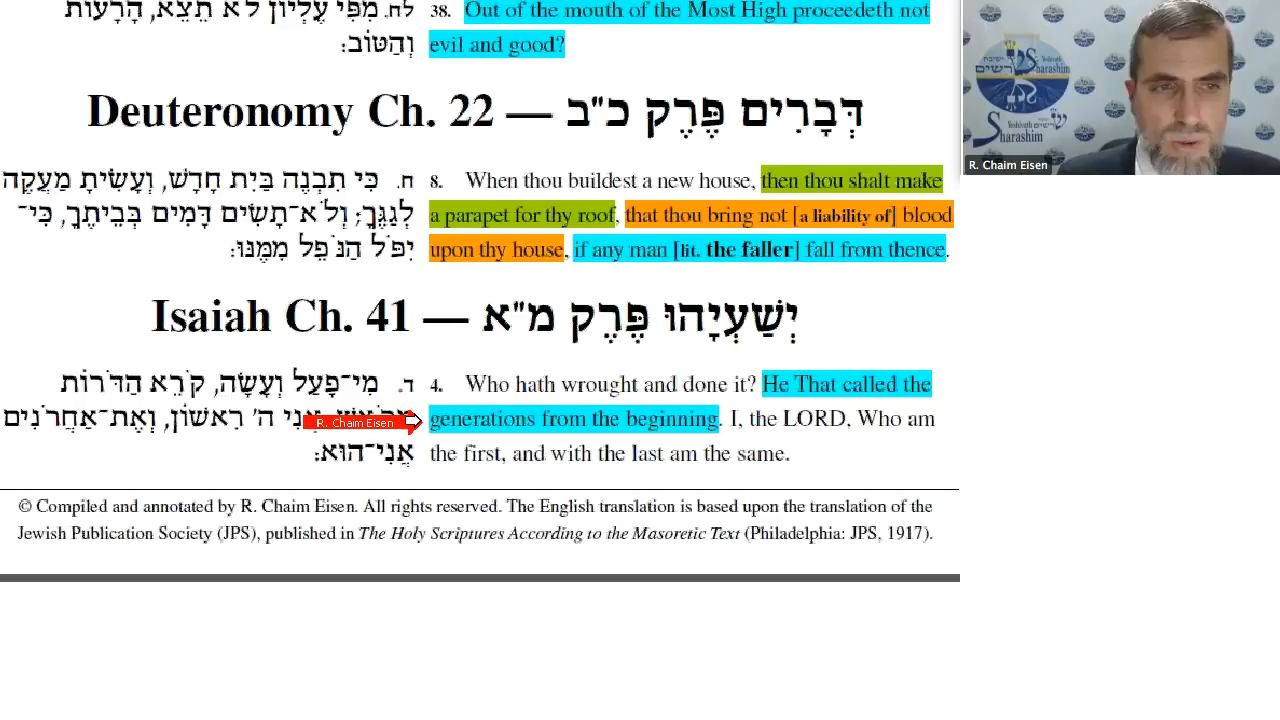 לח. מִפִּי עֶלְיוֹן לֹא תֵצֵא, הָרָעוֹת
וְהַטּוֹב:
38. Out of the mouth of the Most High proceedeth not
evil and good?
Deuteronomy Ch. 22 — דְּבָרִים פֶּרֶק כ"ב
ח. כִּי תִבְנֶה בַּיִת חָדָשׁ, וְעָשִׂיתָ מַעֲקֶה
לְגַגֶּךָ; וְלֹא־תָשִׂים דָּמִים בְּבֵיתֶךָ, כִּי־
יִפֹּל הַנֹּפֵל מִמֶּנּוּ:
8. When thou buildest a new house, then thou shalt make
a parapet for thy roof, that thou bring not [a liability of] blood
upon thy house, if any man [lit. the faller] fall from thence.
Isaiah Ch. 41 — יְשַׁעְיָהוּ פֶּרֶק מ"א
ד. מִי־פָעַל וְעָשָׂה, קֹרֵא הַדֹּרוֹת
אֲנִי ה' רִאשׁוֹן, וְאֶת־אַחֲרֹנִים
אֲנִי־הוּא:
R. Chaim Eisen
4. Who hath wrought and done it? He That called the
generations from the beginning. I, the LORD, Who am
the first, and with the last am the same.
© Compiled and annotated by R. Chaim Eisen. All rights reserved. The English translation is based upon the translation of the
Jewish Publication Society (JPS), published in The Holy Scriptures According to the Masoretic Text (Philadelphia: JPS, 1917).
Yeshivath
Sharashim
ישיבת
שרשים
Sharashim
R. Chaim Eisen